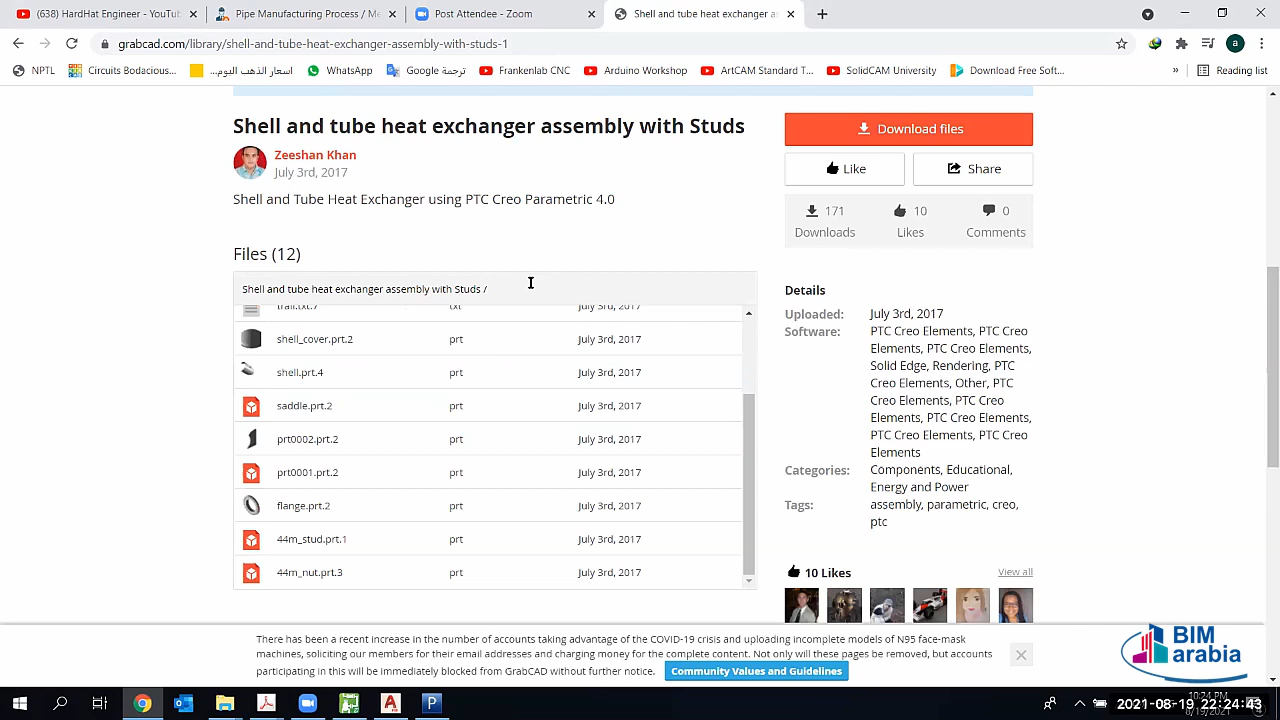 (638) HardHat Engineer - YouTub
Pipe Manufacturing Process / Me
Post Attendee - Zoom
Shell and tube heat exchanger as
grabcad.com/library/shell-and-tube-heat-exchanger-assembly-with-studs-1
a
NPTL
Circuits Bodacious...
اسعار الذهب اليوم...
WhatsApp
ترجمة Google
Frankenlab CNC
Arduino Workshop
ArtCAM Standard T...
SolidCAM University
Download Free Soft...
»
Reading list
Shell and tube heat exchanger assembly with Studs
Zeeshan Khan
July 3rd, 2017
Shell and Tube Heat Exchanger using PTC Creo Parametric 4.0
Files (12)
Shell and tube heat exchanger assembly with Studs /
trail.txt.7 txt July 3rd, 2017
shell_cover.prt.2 prt July 3rd, 2017
shell.prt.4 prt July 3rd, 2017
saddle.prt.2 prt July 3rd, 2017
prt0002.prt.2 prt July 3rd, 2017
prt0001.prt.2 prt July 3rd, 2017
flange.prt.2 prt July 3rd, 2017
44m_stud.prt.1 prt July 3rd, 2017
44m_nut.prt.3 prt July 3rd, 2017
Download files
Like
Share
171
10
0
Downloads
Likes
Comments
Details
Uploaded: July 3rd, 2017
Software: PTC Creo Elements, PTC Creo
Elements, PTC Creo Elements,
Solid Edge, Rendering, PTC
Creo Elements, Other, PTC
Creo Elements, PTC Creo
Elements, PTC Creo Elements,
PTC Creo Elements, PTC Creo
Elements
Categories: Components, Educational,
Energy and Power
Tags: assembly, parametric, creo,
ptc
10 Likes
View all
There has been a recent increase in the number of accounts taking advantage of the COVID-19 crisis and uploading incomplete models of N95 face-mask
machines, soliciting our members for their email addresses and charging money for the complete content. Not only will these pages be removed, but accounts
participating in this will be immediately blocked from GrabCAD without further notice.
Community Values and Guidelines
BIM
arabia
10:24 PM
8/19/2021
2021-08-19 22:24:43